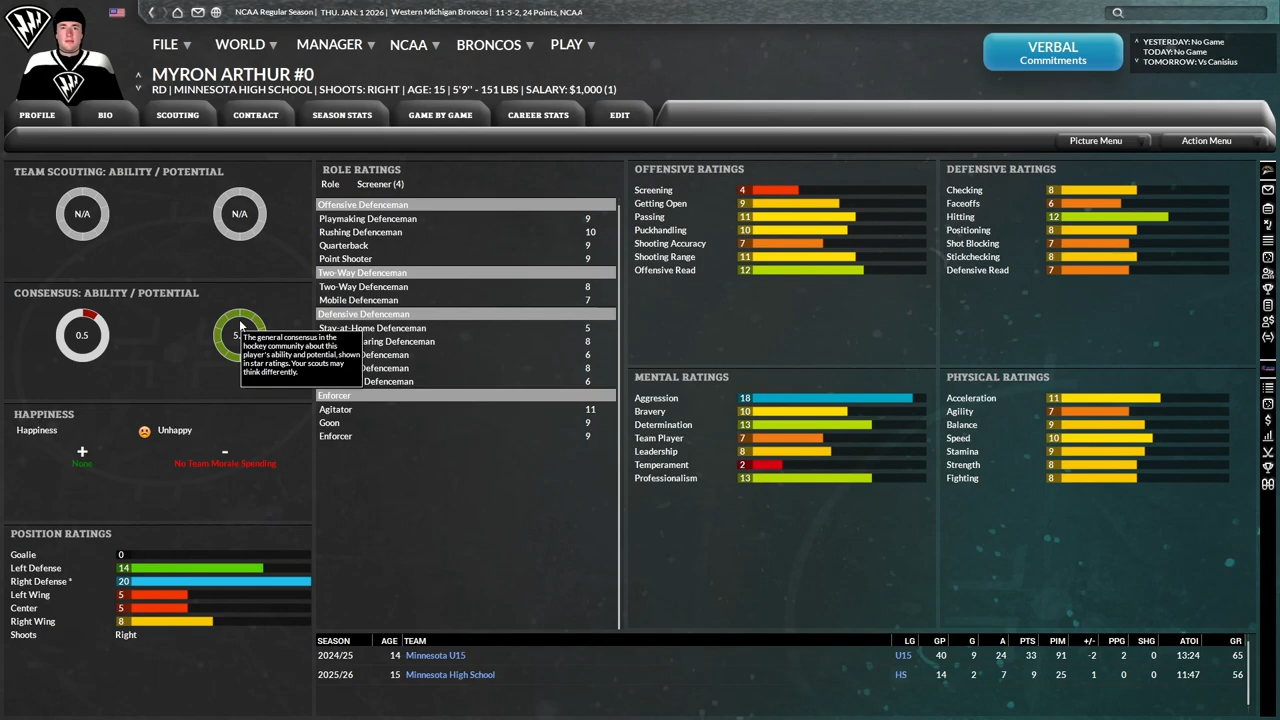 NCAA Regular Season | THU. JAN. 1 2026 | Western Michigan Broncos | 11-5-2, 24 Points, NCAA
FILE WORLD MANAGER NCAA BRONCOS PLAY
VERBAL
Commitments
YESTERDAY: No Game
TODAY: No Game
TOMORROW: Vs Canisius
MYRON ARTHUR #0
RD | MINNESOTA HIGH SCHOOL | SHOOTS: RIGHT | AGE: 15 | 5'9" - 151 LBS | SALARY: $1,000 (1)
PROFILE BIO SCOUTING CONTRACT SEASON STATS GAME BY GAME CAREER STATS EDIT
Picture Menu Action Menu
TEAM SCOUTING: ABILITY / POTENTIAL
N/A N/A
CONSENSUS: ABILITY / POTENTIAL
0.5
The general consensus in the
hockey community about this
player's ability and potential,shown
in star ratings. Your scouts may
think differently.
HAPPINESS
Happiness Unhappy
+ -
None No Team Morale Spending
POSITION RATINGS
Goalie 0
Left Defense 14
Right Defense * 20
Left Wing 5
Center 5
Right Wing 8
Shoots Right
ROLE RATINGS
Role Screener (4)
Offensive Defenceman
Playmaking Defenceman 9
Rushing Defenceman 10
Quarterback 9
Point Shooter 9
Two-Way Defenceman
Two-Way Defenceman 8
Mobile Defenceman 7
Defensive Defenceman
Stay-at-Home Defenceman 5
aring Defenceman 8
Defenceman 6
Defenceman 8
Defenceman 6
Enforcer
Agitator 11
Goon 9
Enforcer 9
OFFENSIVE RATINGS
Screening 4
Getting Open 9
Passing 11
Puckhandling 10
Shooting Accuracy 7
Shooting Range 11
Offensive Read 12
DEFENSIVE RATINGS
Checking 8
Faceoffs 6
Hitting 12
Positioning 8
Shot Blocking 7
Stickchecking 8
Defensive Read 7
MENTAL RATINGS
Aggression 18
Bravery 10
Determination 13
Team Player 7
Leadership 8
Temperament 2
Professionalism 13
PHYSICAL RATINGS
Acceleration 11
Agility 7
Balance 9
Speed 10
Stamina 9
Strength 8
Fighting 8
SEASON AGE TEAM LG GP G A PTS PIM +/- PPG SHG ATOI GR
2024/25 14 Minnesota U15 U15 40 9 24 33 91 -2 2 0 13:24 65
2025/26 15 Minnesota High School HS 14 2 7 9 25 1 0 0 11:47 56